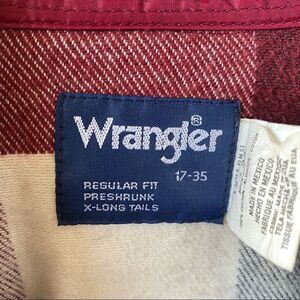 Wrangler®
17-35
REGULAR FIT
PRESHRUNK
X-LONG TAILS
MADE IN MEXICO
HECHO EN MEXICO